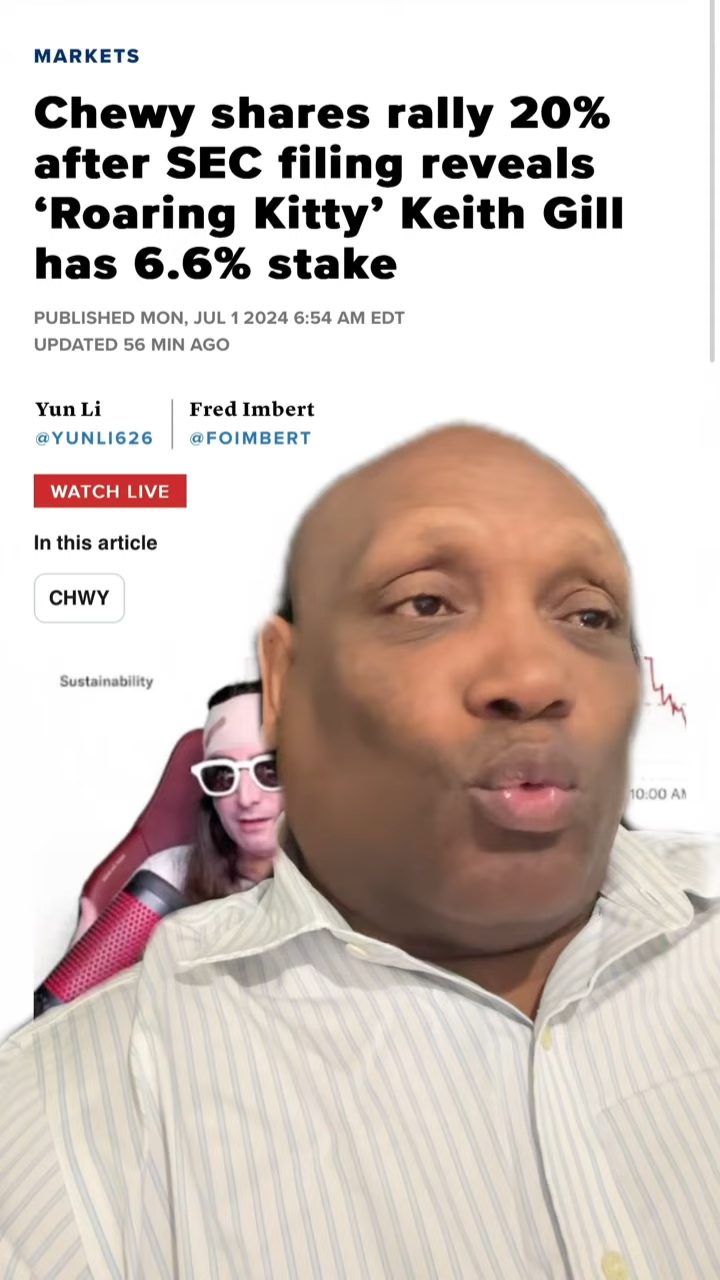 MARKETS
Chewy shares rally 20%
after SEC filing reveals
‘Roaring Kitty’ Keith Gill
has 6.6% stake
PUBLISHED MON, JUL 1 2024 6:54 AM EDT
UPDATED 56 MIN AGO
Yun Li
Fred Imbert
@YUNLI626
@FOIMBERT
WATCH LIVE
In this article
CHWY
Sustainability
10:00 AM